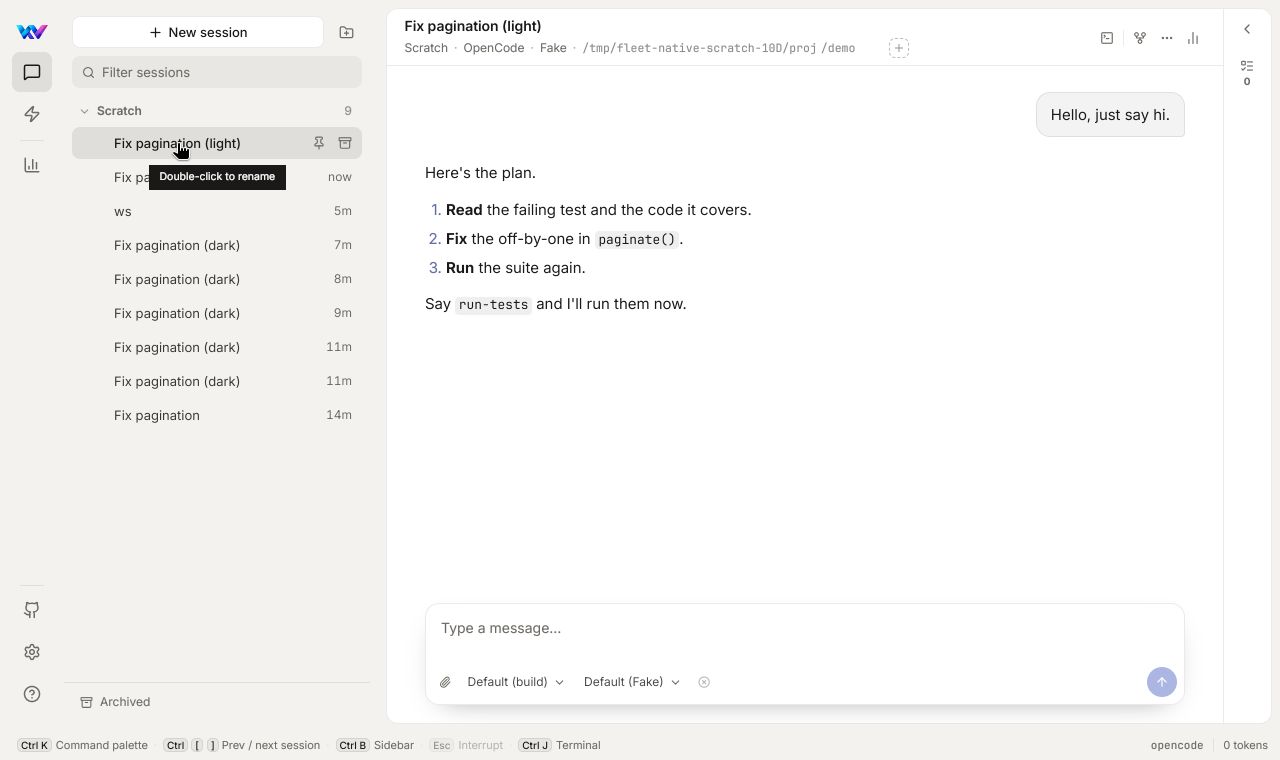 New session
Filter sessions
Scratch 9
Fix pagination (light)
Fix pa now
Double-click to rename
ws 5m
Fix pagination (dark) 7m
Fix pagination (dark) 8m
Fix pagination (dark) 9m
Fix pagination (dark) 11m
Fix pagination (dark) 11m
Fix pagination 14m
Archived
Fix pagination (light)
Scratch · OpenCode · Fake · /tmp/fleet-native-scratch-10D/proj/demo
0
Hello, just say hi.
Here's the plan.
1. Read the failing test and the code it covers.
2. Fix the off-by-one in paginate().
3. Run the suite again.
Say run-tests and I'll run them now.
Type a message...
Default (build) Default (Fake)
Ctrl K Command palette · Ctrl [ ] Prev / next session · Ctrl B Sidebar · Esc Interrupt · Ctrl J Terminal
opencode 0 tokens